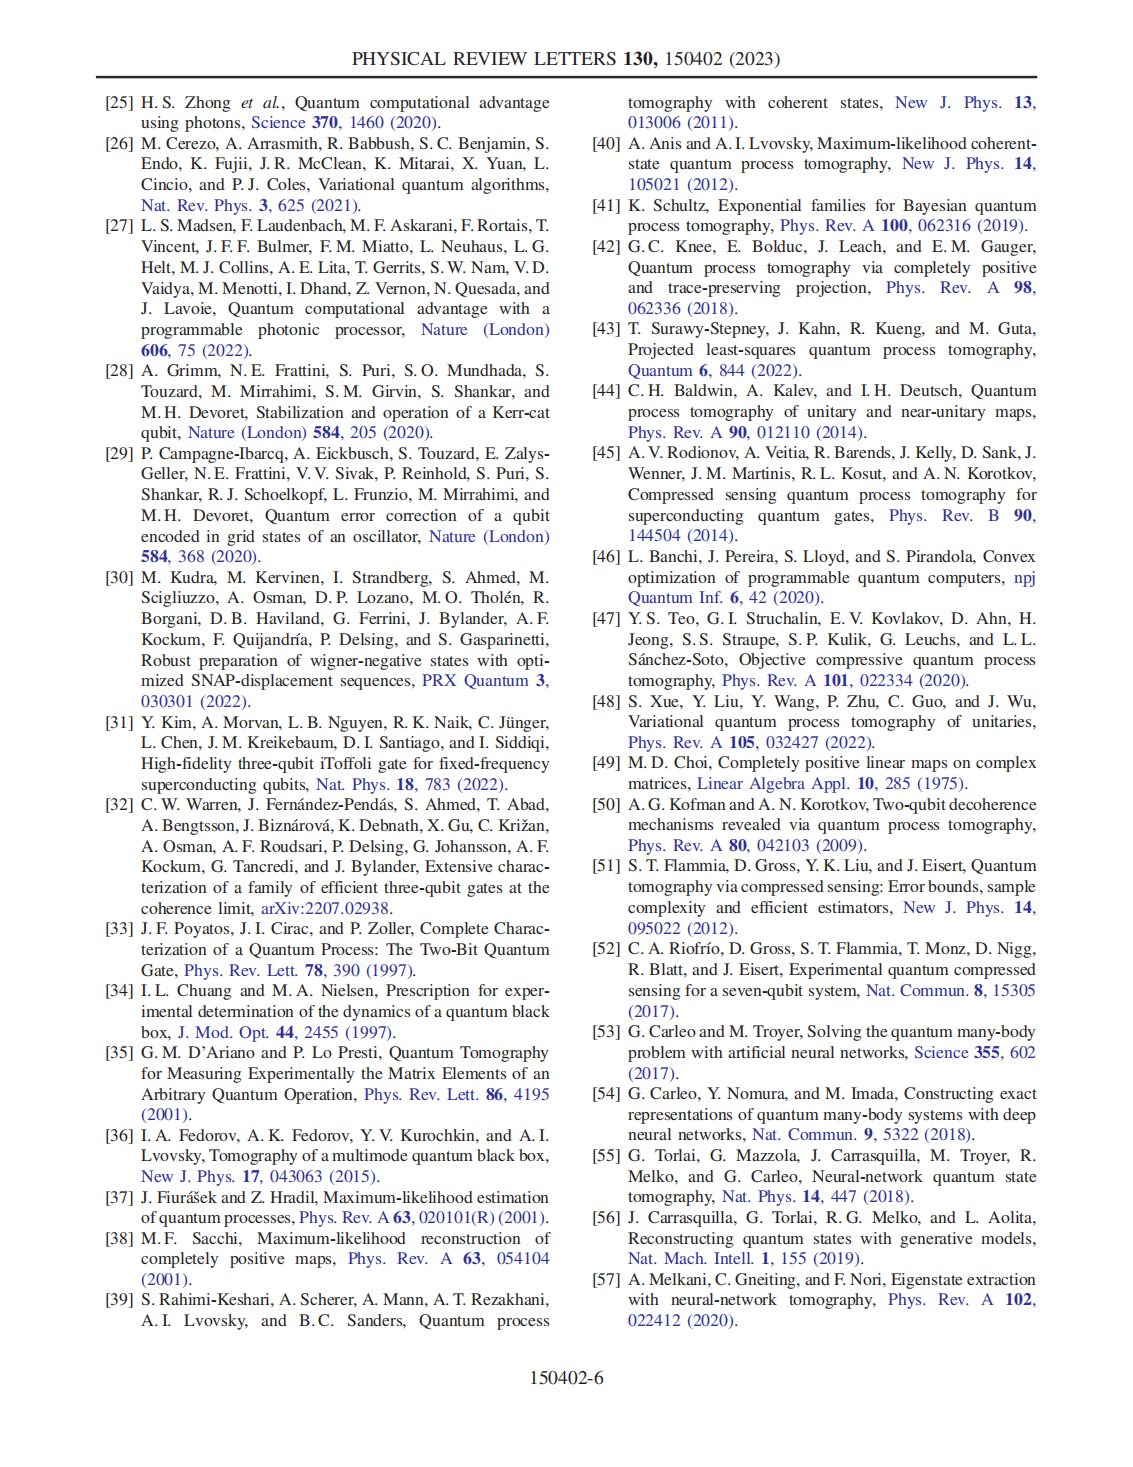 PHYSICAL REVIEW LETTERS 130, 150402 (2023)
[25] H. S. Zhong et al., Quantum computational advantage
using photons, Science 370, 1460 (2020).
[26] M. Cerezo, A. Arrasmith, R. Babbush, S. C. Benjamin, S.
Endo, K. Fujii, J. R. McClean, K. Mitarai, X. Yuan, L.
Cincio, and P. J. Coles, Variational quantum algorithms,
Nat. Rev. Phys. 3, 625 (2021).
[27] L. S. Madsen, F. Laudenbach, M. F. Askarani, F. Rortais, T.
Vincent, J. F. F. Bulmer, F. M. Miatto, L. Neuhaus, L. G.
Helt, M. J. Collins, A. E. Lita, T. Gerrits, S. W. Nam, V. D.
Vaidya, M. Menotti, I. Dhand, Z. Vernon, N. Quesada, and
J. Lavoie, Quantum computational advantage with a
programmable photonic processor, Nature (London)
606, 75 (2022).
[28] A. Grimm, N. E. Frattini, S. Puri, S. O. Mundhada, S.
Touzard, M. Mirrahimi, S. M. Girvin, S. Shankar, and
M. H. Devoret, Stabilization and operation of a Kerr-cat
qubit, Nature (London) 584, 205 (2020).
[29] P. Campagne-Ibarcq, A. Eickbusch, S. Touzard, E. Zalys-
Geller, N. E. Frattini, V. V. Sivak, P. Reinhold, S. Puri, S.
Shankar, R. J. Schoelkopf, L. Frunzio, M. Mirrahimi, and
M. H. Devoret, Quantum error correction of a qubit
encoded in grid states of an oscillator, Nature (London)
584, 368 (2020).
[30] M. Kudra, M. Kervinen, I. Strandberg, S. Ahmed, M.
Scigliuzzo, A. Osman, D. P. Lozano, M. O. Tholén, R.
Borgani, D. B. Haviland, G. Ferrini, J. Bylander, A. F.
Kockum, F. Quijandría, P. Delsing, and S. Gasparinetti,
Robust preparation of wigner-negative states with opti-
mized SNAP-displacement sequences, PRX Quantum 3,
030301 (2022).
[31] Y. Kim, A. Morvan, L. B. Nguyen, R. K. Naik, C. Jünger,
L. Chen, J. M. Kreikebaum, D. I. Santiago, and I. Siddiqi,
High-fidelity three-qubit iToffoli gate for fixed-frequency
superconducting qubits, Nat. Phys. 18, 783 (2022).
[32] C. W. Warren, J. Fernández-Pendás, S. Ahmed, T. Abad,
A. Bengtsson, J. Biznárová, K. Debnath, X. Gu, C. Križan,
A. Osman, A. F. Roudsari, P. Delsing, G. Johansson, A. F.
Kockum, G. Tancredi, and J. Bylander, Extensive charac-
terization of a family of efficient three-qubit gates at the
coherence limit, arXiv:2207.02938.
[33] J. F. Poyatos, J. I. Cirac, and P. Zoller, Complete Charac-
terization of a Quantum Process: The Two-Bit Quantum
Gate, Phys. Rev. Lett. 78, 390 (1997).
[34] I. L. Chuang and M. A. Nielsen, Prescription for exper-
imental determination of the dynamics of a quantum black
box, J. Mod. Opt. 44, 2455 (1997).
[35] G. M. D'Ariano and P. Lo Presti, Quantum Tomography
for Measuring Experimentally the Matrix Elements of an
Arbitrary Quantum Operation, Phys. Rev. Lett. 86, 4195
(2001).
[36] I. A. Fedorov, A. K. Fedorov, Y. V. Kurochkin, and A. I.
Lvovsky, Tomography of a multimode quantum black box,
New J. Phys. 17, 043063 (2015).
[37] J. Fiurášek and Z. Hradil, Maximum-likelihood estimation
of quantum processes, Phys. Rev. A 63, 020101(R) (2001).
[38] M. F. Sacchi, Maximum-likelihood reconstruction of
completely positive maps, Phys. Rev. A 63, 054104
(2001).
[39] S. Rahimi-Keshari, A. Scherer, A. Mann, A. T. Rezakhani,
A. I. Lvovsky, and B. C. Sanders, Quantum process
tomography with coherent states, New J. Phys. 13,
013006 (2011).
[40] A. Anis and A. I. Lvovsky, Maximum-likelihood coherent-
state quantum process tomography, New J. Phys. 14,
105021 (2012).
[41] K. Schultz, Exponential families for Bayesian quantum
process tomography, Phys. Rev. A 100, 062316 (2019).
[42] G. C. Knee, E. Bolduc, J. Leach, and E. M. Gauger,
Quantum process tomography via completely positive
and trace-preserving projection, Phys. Rev. A 98,
062336 (2018).
[43] T. Surawy-Stepney, J. Kahn, R. Kueng, and M. Guta,
Projected least-squares quantum process tomography,
Quantum 6, 844 (2022).
[44] C. H. Baldwin, A. Kalev, and I. H. Deutsch, Quantum
process tomography of unitary and near-unitary maps,
Phys. Rev. A 90, 012110 (2014).
[45] A. V. Rodionov, A. Veitia, R. Barends, J. Kelly, D. Sank, J.
Wenner, J. M. Martinis, R. L. Kosut, and A. N. Korotkov,
Compressed sensing quantum process tomography for
superconducting quantum gates, Phys. Rev. B 90,
144504 (2014).
[46] L. Banchi, J. Pereira, S. Lloyd, and S. Pirandola, Convex
optimization of programmable quantum computers, npj
Quantum Inf. 6, 42 (2020).
[47] Y. S. Teo, G. I. Struchalin, E. V. Kovlakov, D. Ahn, H.
Jeong, S. S. Straupe, S. P. Kulik, G. Leuchs, and L. L.
Sánchez-Soto, Objective compressive quantum process
tomography, Phys. Rev. A 101, 022334 (2020).
[48] S. Xue, Y. Liu, Y. Wang, P. Zhu, C. Guo, and J. Wu,
Variational quantum process tomography of unitaries,
Phys. Rev. A 105, 032427 (2022).
[49] M. D. Choi, Completely positive linear maps on complex
matrices, Linear Algebra Appl. 10, 285 (1975).
[50] A. G. Kofman and A. N. Korotkov, Two-qubit decoherence
mechanisms revealed via quantum process tomography,
Phys. Rev. A 80, 042103 (2009).
[51] S. T. Flammia, D. Gross, Y. K. Liu, and J. Eisert, Quantum
tomography via compressed sensing: Error bounds, sample
complexity and efficient estimators, New J. Phys. 14,
095022 (2012).
[52] C. A. Riofrío, D. Gross, S. T. Flammia, T. Monz, D. Nigg,
R. Blatt, and J. Eisert, Experimental quantum compressed
sensing for a seven-qubit system, Nat. Commun. 8, 15305
(2017).
[53] G. Carleo and M. Troyer, Solving the quantum many-body
problem with artificial neural networks, Science 355, 602
(2017).
[54] G. Carleo, Y. Nomura, and M. Imada, Constructing exact
representations of quantum many-body systems with deep
neural networks, Nat. Commun. 9, 5322 (2018).
[55] G. Torlai, G. Mazzola, J. Carrasquilla, M. Troyer, R.
Melko, and G. Carleo, Neural-network quantum state
tomography, Nat. Phys. 14, 447 (2018).
[56] J. Carrasquilla, G. Torlai, R. G. Melko, and L. Aolita,
Reconstructing quantum states with generative models,
Nat. Mach. Intell. 1, 155 (2019).
[57] A. Melkani, C. Gneiting, and F. Nori, Eigenstate extraction
with neural-network tomography, Phys. Rev. A 102,
022412 (2020).
150402-6